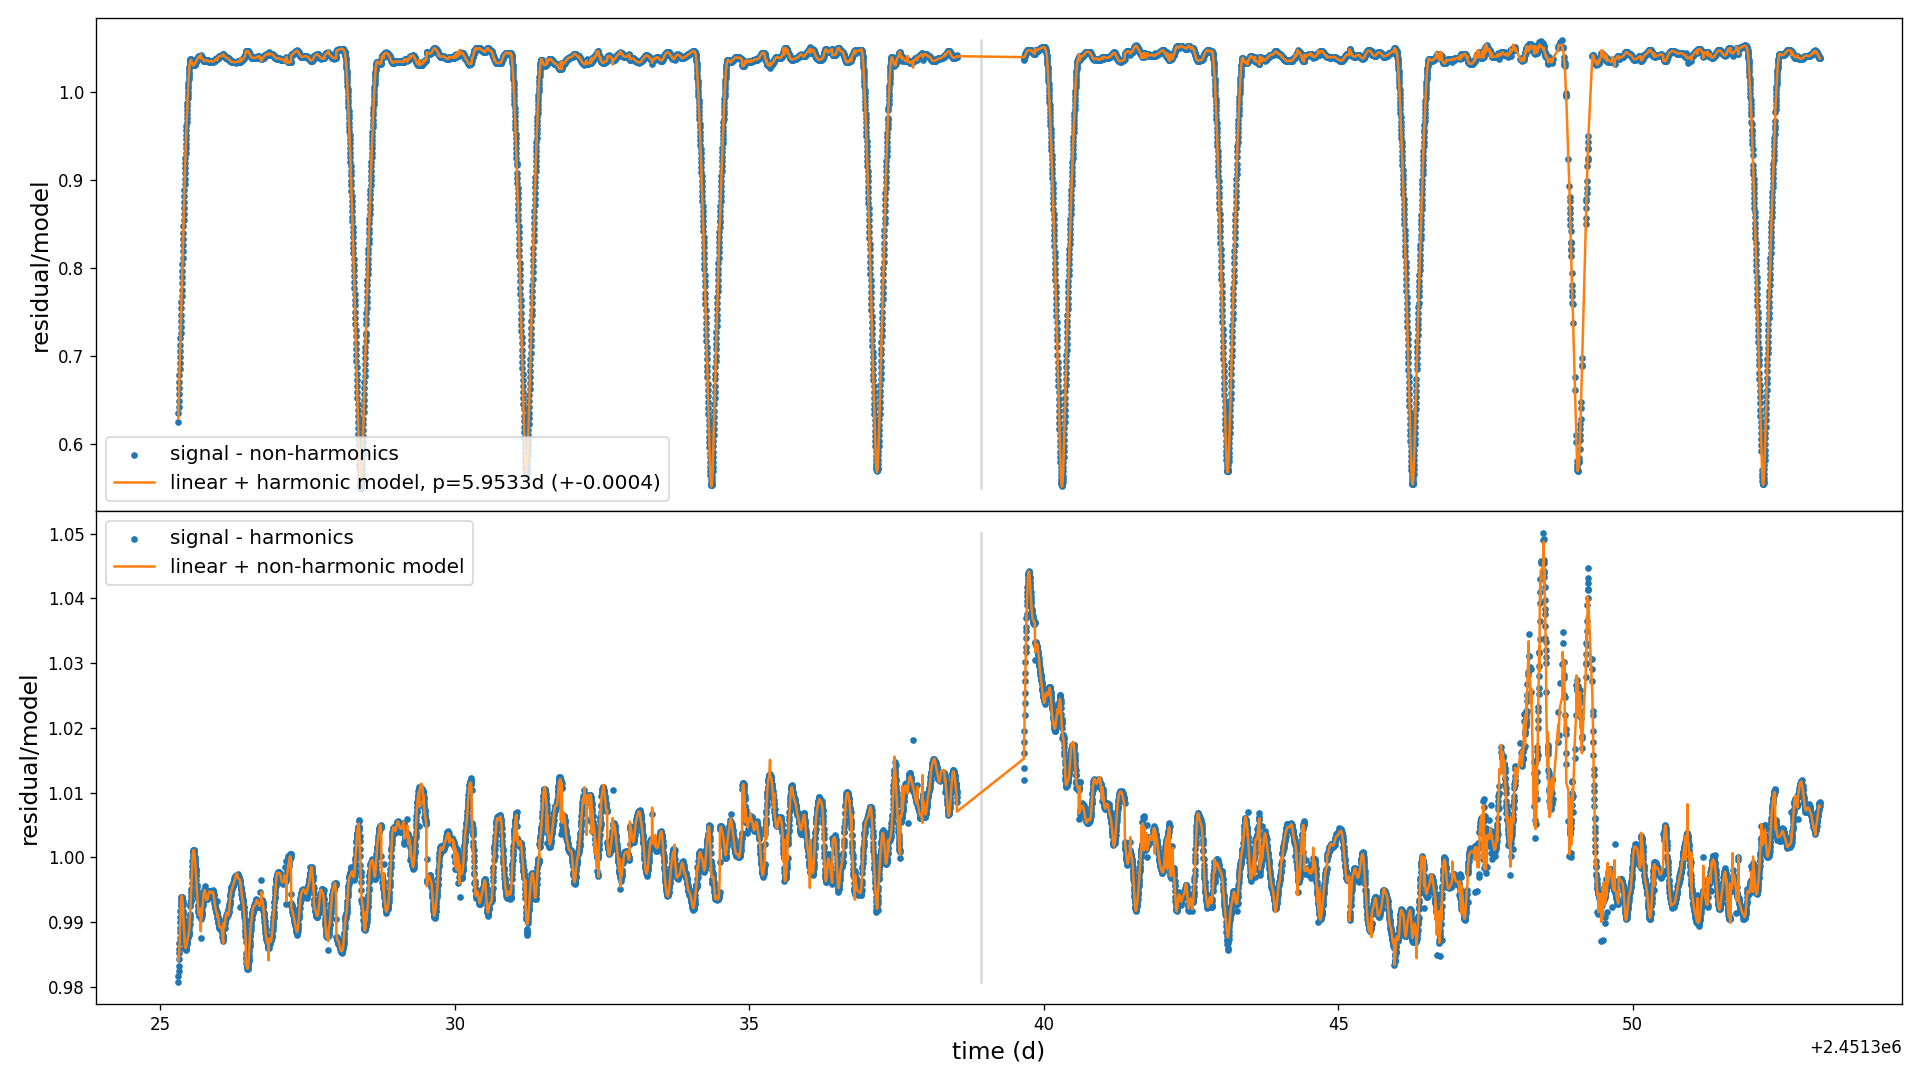 1.0
0.9
0.8
0.7
0.6
residual/model
signal - non-harmonics
linear + harmonic model, p=5.9533d (+-0.0004)
1.05
1.04
1.03
1.02
1.01
1.00
0.99
0.98
residual/model
signal - harmonics
linear + non-harmonic model
25
30
35
40
45
50
time (d)
+2.4513e6